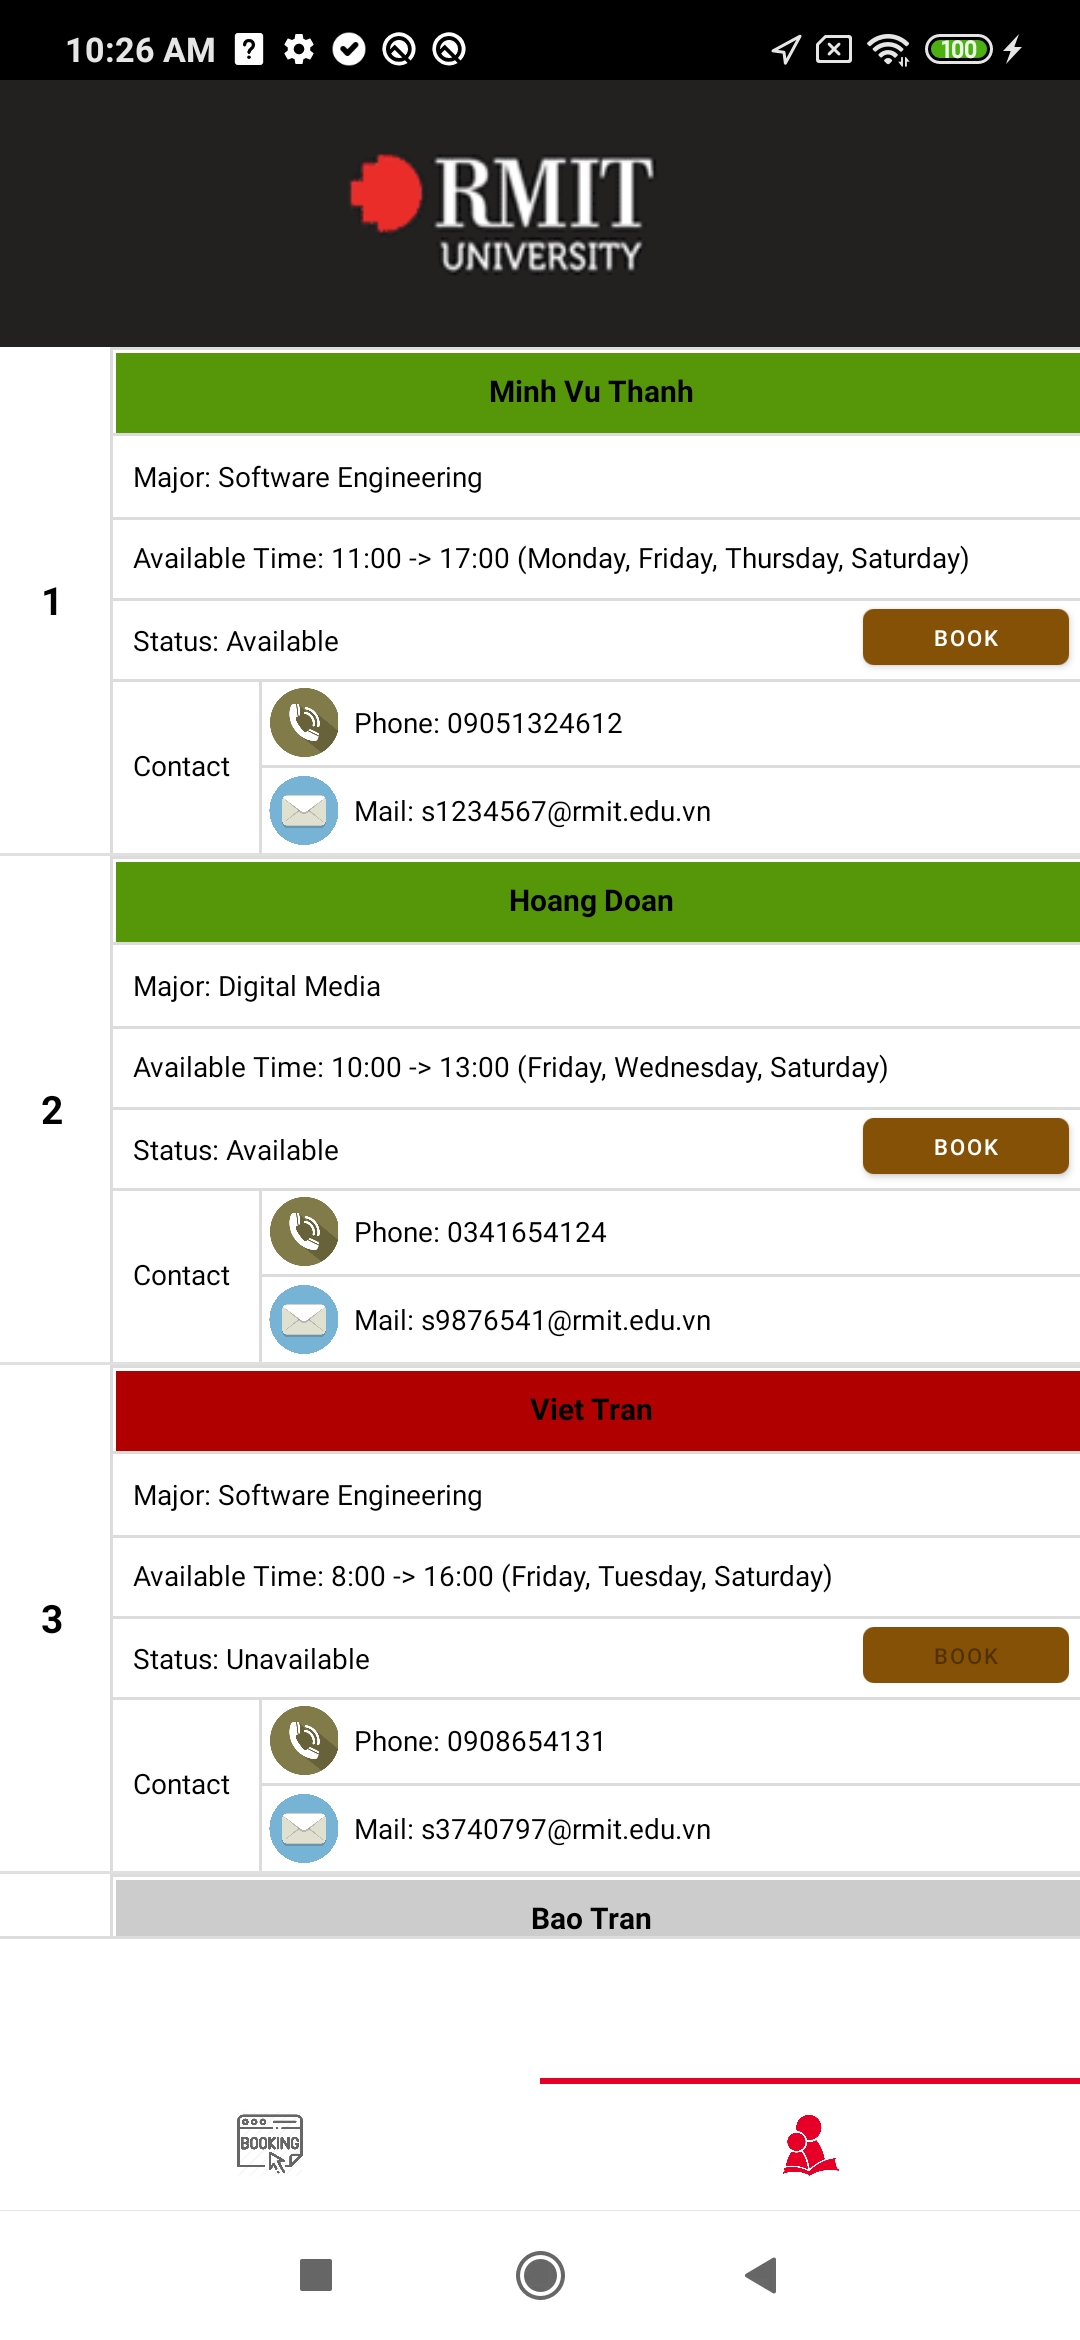 10:26 AM
100
RMIT
UNIVERSITY
Minh Vu Thanh
Major: Software Engineering
Available Time: 11:00 -> 17:00 (Monday, Friday, Thursday, Saturday)
1
Status: Available
BOOK
Contact
Phone: 09051324612
Mail: s1234567@rmit.edu.vn
Hoang Doan
Major: Digital Media
Available Time: 10:00 -> 13:00 (Friday, Wednesday, Saturday)
2
Status: Available
BOOK
Contact
Phone: 0341654124
Mail: s9876541@rmit.edu.vn
Viet Tran
Major: Software Engineering
Available Time: 8:00 -> 16:00 (Friday, Tuesday, Saturday)
3
Status: Unavailable
BOOK
Contact
Phone: 0908654131
Mail: s3740797@rmit.edu.vn
Bao Tran
BOOKING